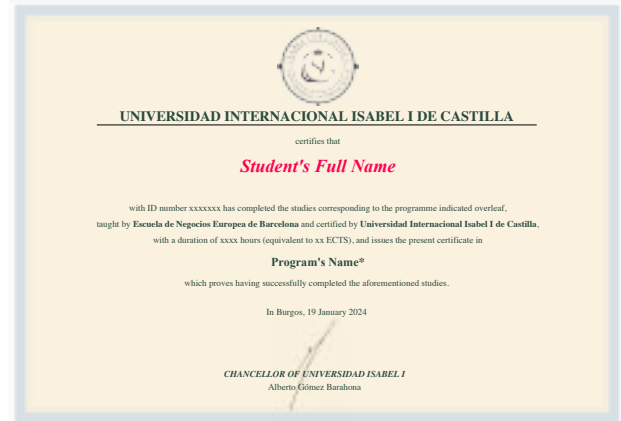 UNIVERSIDAD INTERNACIONAL ISABEL I DE CASTILLA
certifies that
Student's Full Name
with ID number xxxxxxx has completed the studies corresponding to the programme indicated overleaf,
taught by Escuela de Negocios Europea de Barcelona and certified by Universidad Internacional Isabel I de Castilla,
with a duration of xxxx hours (equivalent to xx ECTS), and issues the present certificate in
Program's Name*
which proves having successfully completed the aforementioned studies.
In Burgos, 19 January 2024
CHANCELLOR OF UNIVERSIDAD ISABEL I
Alberto Gómez Barahona